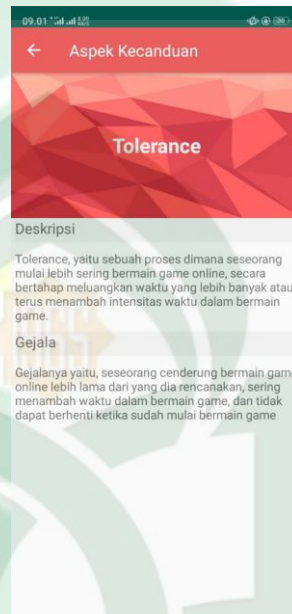 09.01
Aspek Kecanduan
Tolerance
Deskripsi
Tolerance, yaitu sebuah proses dimana seseorang
mulai lebih sering bermain game online, secara
bertahap meluangkan waktu yang lebih banyak atau
terus menambah intensitas waktu dalam bermain
game.
Gejala
Gejalanya yaitu, seseorang cenderung bermain game
online lebih lama dari yang dia rencanakan, sering
menambah waktu dalam bermain game, dan tidak
dapat berhenti ketika sudah mulai bermain game